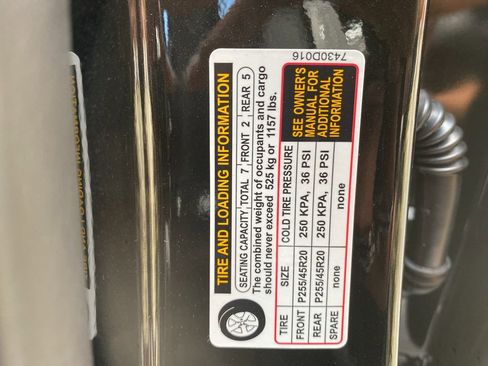 7430D016
TIRE AND LOADING INFORMATION
SEATING CAPACITY TOTAL 7 FRONT 2 REAR 5
The combined weight of occupants and cargo
should never exceed 525 kg or 1157 lbs.
TIRE SIZE COLD TIRE PRESSURE
FRONT P255/45R20 250 KPA, 36 PSI
REAR P255/45R20 250 KPA, 36 PSI
SPARE none none
SEE OWNER'S
MANUAL FOR
ADDITIONAL
INFORMATION